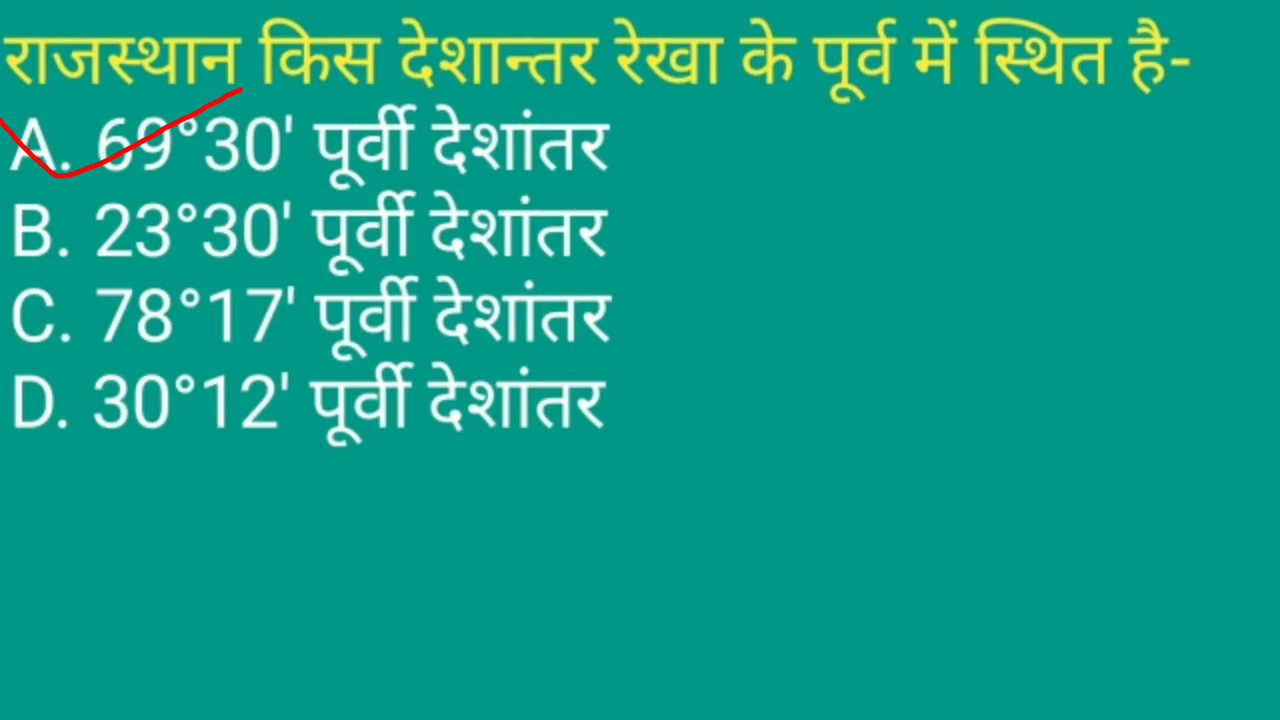 राजस्थान किस देशान्तर रेखा के पूर्व में स्थित है-
A. 69°30' पूर्वी देशांतर
B. 23°30' पूर्वी देशांतर
C. 78°17' पूर्वी देशांतर
D. 30°12' पूर्वी देशांतर